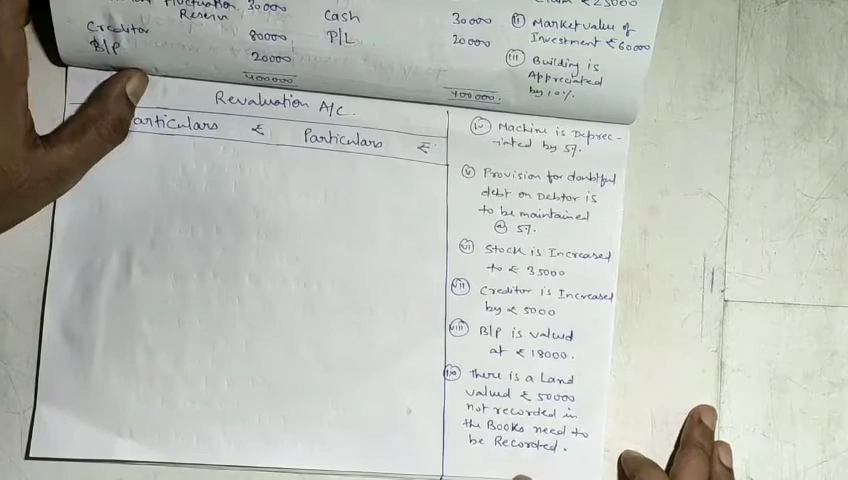 Fluctuation 30000
Reserve
Creditor 80000
B/P 20000
400000
Cash 30000
P/L 20000
400000
₹25000
(ii) Market value of
Investment ₹60000
(iii) Building is
Appreciated
by 10%
Revaluation A/C
articulars ₹ Particulars ₹
(iv) Machine is Deprec-
iated by 5%.
(v) Provision for doubtful
debt on Debtor is
to be maintained
@ 5%.
(vi) Stock is Increased
to ₹ 35000
(vii) Creditor is Increased
by ₹ 5000
(viii) B/P is valued
at ₹ 18000.
(ix) There is a Land
valued ₹ 50000
not recorded in
the Books need to
be Recorded.